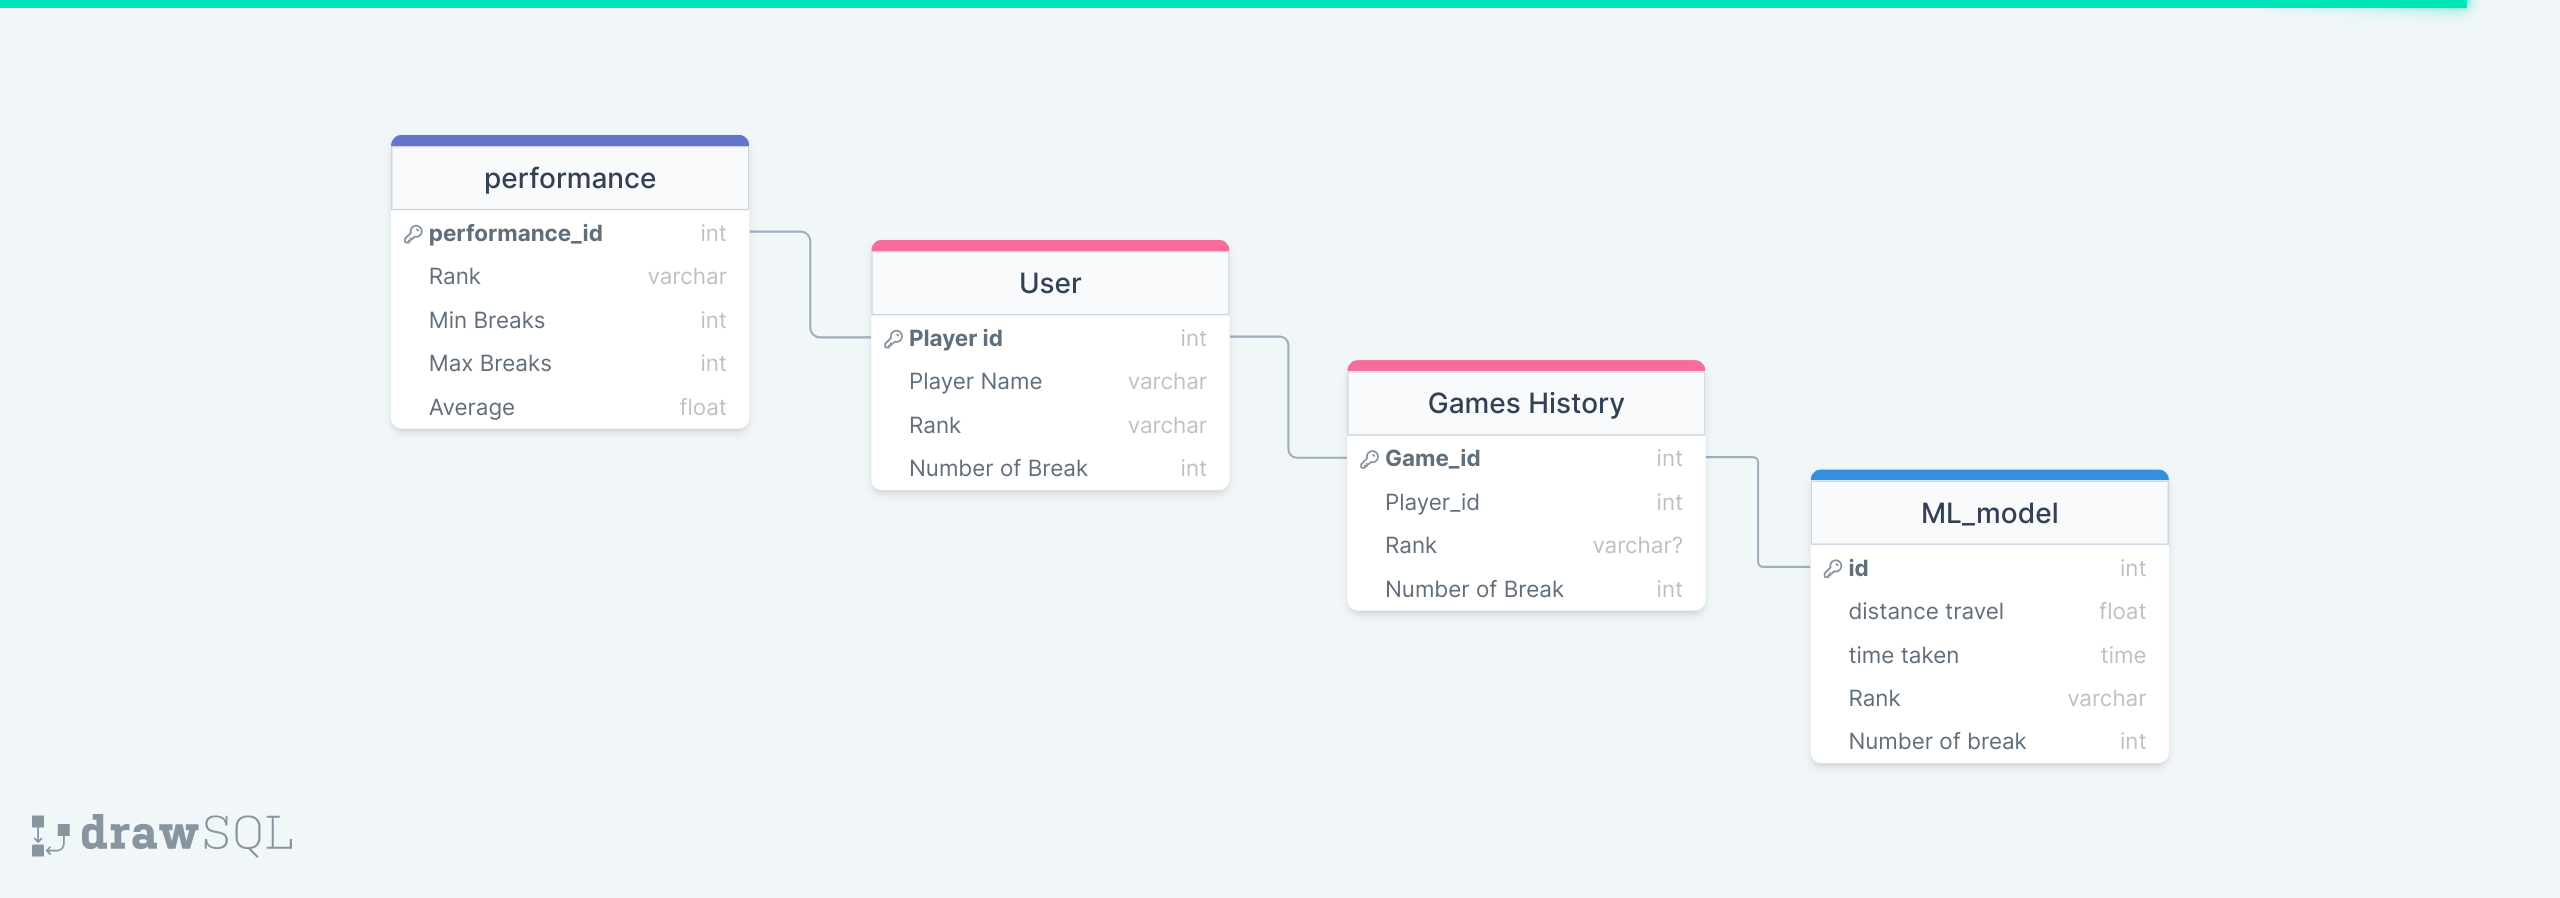 performance
performance_id int
Rank varchar
Min Breaks int
Max Breaks int
Average float
User
Player id int
Player Name varchar
Rank varchar
Number of Break int
Games History
Game_id int
Player_id int
Rank varchar?
Number of Break int
ML_model
id int
distance travel float
time taken time
Rank varchar
Number of break int
drawSQL